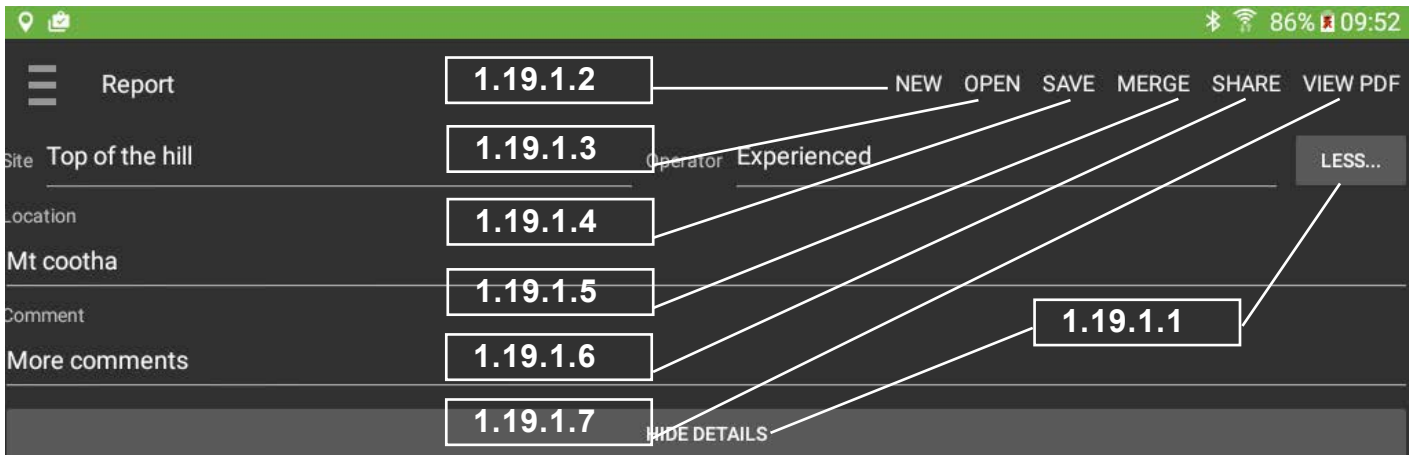 86% 09:52
Report 1.19.1.2 NEW OPEN SAVE MERGE SHARE VIEW PDF
Site Top of the hill 1.19.1.3 Operator Experienced LESS...
Location 1.19.1.4
Mt cootha
1.19.1.5
Comment 1.19.1.1
More comments 1.19.1.6
1.19.1.7 HIDE DETAILS